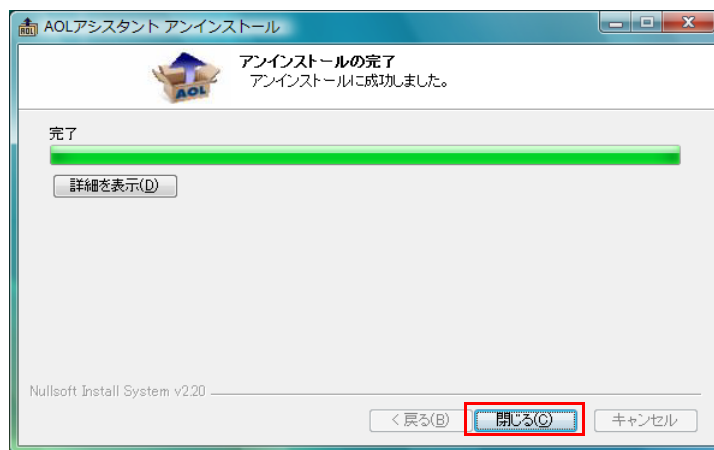 AOLアシスタント アンインストール
アンインストールの完了
アンインストールに成功しました。
AOL
完了
詳細を表示(D)
Nullsoft Install System v2.20
< 戻る(B)
閉じる(C)
キャンセル